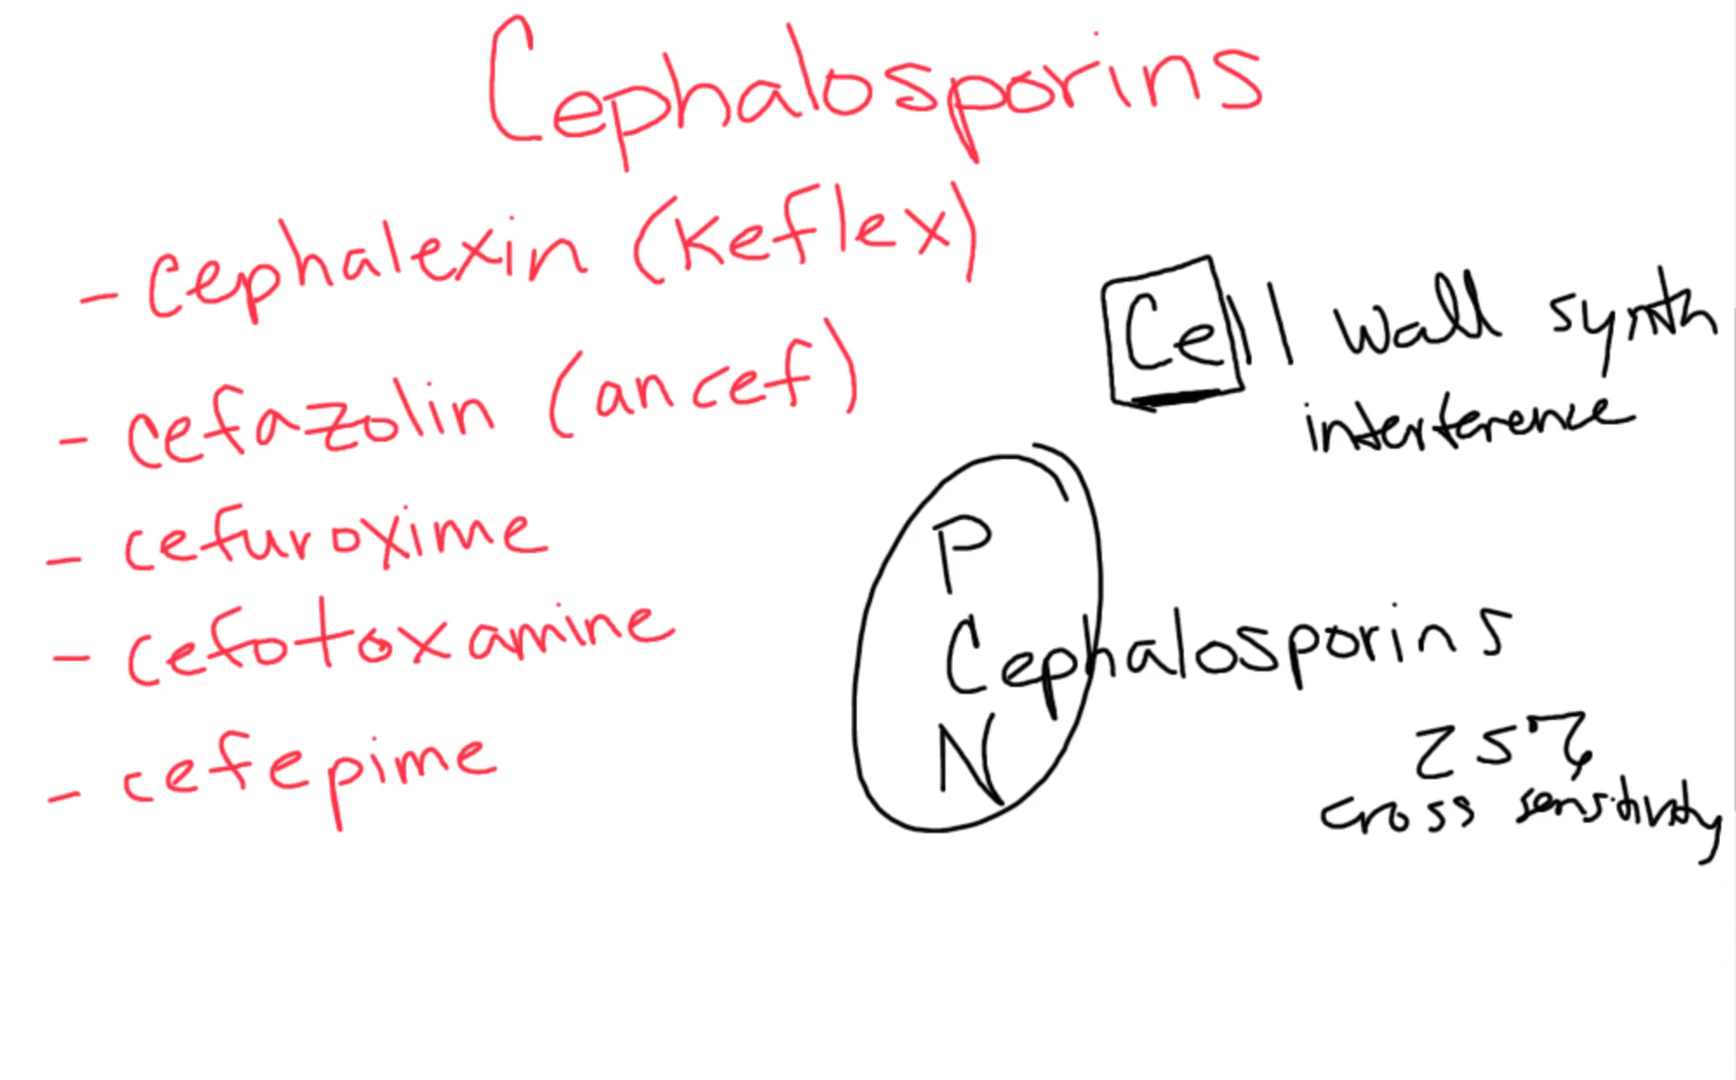 Cephalosporins
- cephalexin (Keflex)
- cefazolin (ancef)
- cefuroxime
- cefotoxamine
- cefepime
Cell wall synth
interference
P
Cephalosporins
N
25%
cross sensitivity